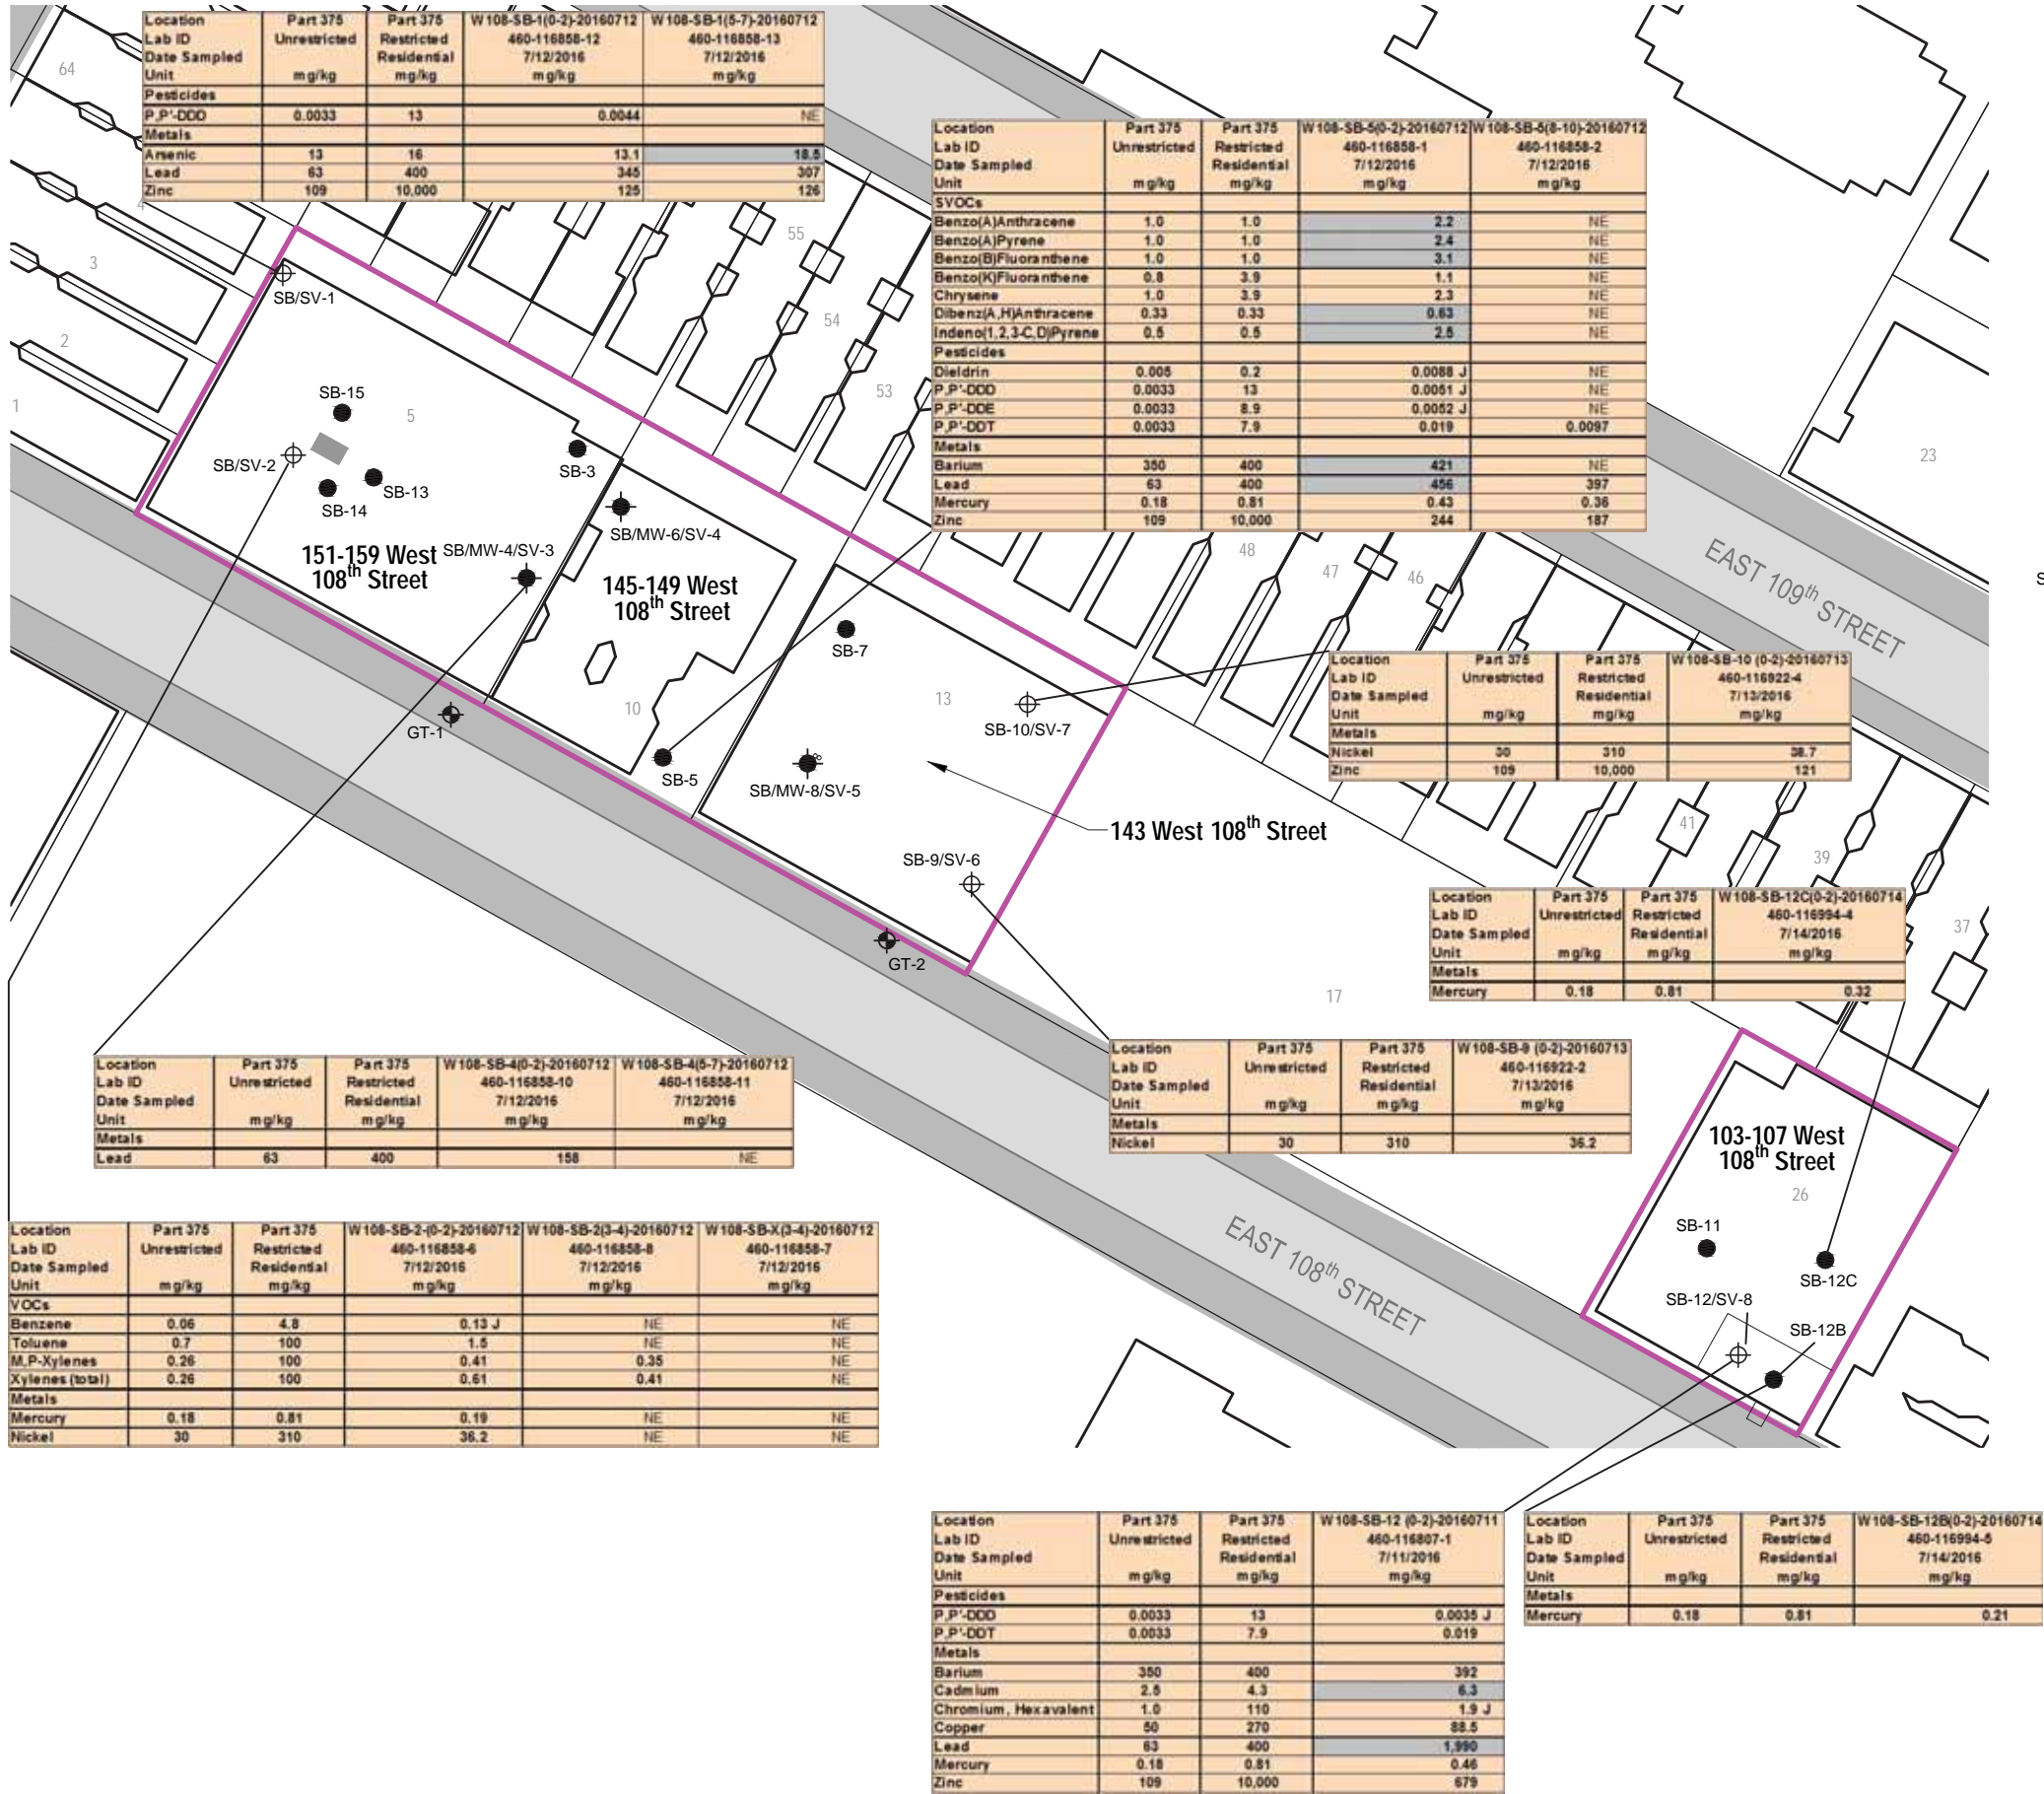 Location Part 375 Part 375 W108-SB-1(0-2)-20160712 W108-SB-1(5-7)-20160712
Lab ID Unrestricted Restricted 460-116858-12 460-116858-13
Date Sampled Residential 7/12/2016 7/12/2016
Unit mg/kg mg/kg mg/kg mg/kg
Pesticides
P,P'-DDD 0.0033 13 0.0044 NE
Metals
Arsenic 13 16 13.1 18.5
Lead 63 400 345 307
Zinc 109 10,000 125 126
Location Part 375 Part 375 W108-SB-5(0-2)-20160712 W108-SB-5(8-10)-20160712
Lab ID Unrestricted Restricted 460-116858-1 460-116858-2
Date Sampled Residential 7/12/2016 7/12/2016
Unit mg/kg mg/kg mg/kg mg/kg
SVOCs
Benzo(A)Anthracene 1.0 1.0 2.2 NE
Benzo(A)Pyrene 1.0 1.0 2.4 NE
Benzo(B)Fluoranthene 1.0 1.0 3.1 NE
Benzo(K)Fluoranthene 0.8 3.9 1.1 NE
Chrysene 1.0 3.9 2.3 NE
Dibenz(A,H)Anthracene 0.33 0.33 0.63 NE
Indeno(1,2,3-C,D)Pyrene 0.5 0.5 2.5 NE
Pesticides
Dieldrin 0.005 0.2 0.0088 J NE
P,P'-DDD 0.0033 13 0.0051 J NE
P,P'-DDE 0.0033 8.9 0.0052 J NE
P,P'-DDT 0.0033 7.9 0.019 0.0097
Metals
Barium 350 400 421 NE
Lead 63 400 456 397
Mercury 0.18 0.81 0.43 0.36
Zinc 109 10,000 244 187
64
4
3
2
1
55
54
53
48
47
46
23
41
39
37
17
SB/SV-1
SB-15
5
SB/SV-2
SB-13
SB-14
SB-3
151-159 West
108th Street
SB/MW-4/SV-3
SB/MW-6/SV-4
145-149 West
108th Street
10
GT-1
SB-5
SB-7
13
SB-10/SV-7
SB/MW-8/SV-5
143 West 108th Street
SB-9/SV-6
GT-2
EAST 109th STREET
S
Location Part 375 Part 375 W108-SB-10 (0-2)-20160713
Lab ID Unrestricted Restricted 460-116922-4
Date Sampled Residential 7/13/2016
Unit mg/kg mg/kg mg/kg
Metals
Nickel 30 310 38.7
Zinc 109 10,000 121
Location Part 375 Part 375 W108-SB-12C(0-2)-20160714
Lab ID Unrestricted Restricted 460-116994-4
Date Sampled Residential 7/14/2016
Unit mg/kg mg/kg mg/kg
Metals
Mercury 0.18 0.81 0.32
Location Part 375 Part 375 W108-SB-9 (0-2)-20160713
Lab ID Unrestricted Restricted 460-116922-2
Date Sampled Residential 7/13/2016
Unit mg/kg mg/kg mg/kg
Metals
Nickel 30 310 36.2
Location Part 375 Part 375 W108-SB-4(0-2)-20160712 W108-SB-4(5-7)-20160712
Lab ID Unrestricted Restricted 460-116858-10 460-116858-11
Date Sampled Residential 7/12/2016 7/12/2016
Unit mg/kg mg/kg mg/kg mg/kg
Metals
Lead 63 400 158 NE
103-107 West
108th Street
26
SB-11
SB-12C
SB-12/SV-8
SB-12B
EAST 108th STREET
Location Part 375 Part 375 W108-SB-2-(0-2)-20160712 W108-SB-2(3-4)-20160712 W108-SB-X(3-4)-20160712
Lab ID Unrestricted Restricted 460-116858-6 460-116858-8 460-116858-7
Date Sampled Residential 7/12/2016 7/12/2016 7/12/2016
Unit mg/kg mg/kg mg/kg mg/kg mg/kg
VOCs
Benzene 0.06 4.8 0.13 J NE NE
Toluene 0.7 100 1.5 NE NE
M,P-Xylenes 0.26 100 0.41 0.35 NE
Xylenes (total) 0.26 100 0.61 0.41 NE
Metals
Mercury 0.18 0.81 0.19 NE NE
Nickel 30 310 36.2 NE NE
Location Part 375 Part 375 W108-SB-12 (0-2)-20160711
Lab ID Unrestricted Restricted 460-116807-1
Date Sampled Residential 7/11/2016
Unit mg/kg mg/kg mg/kg
Pesticides
P,P'-DDD 0.0033 13 0.0035 J
P,P'-DDT 0.0033 7.9 0.019
Metals
Barium 350 400 392
Cadmium 2.5 4.3 6.3
Chromium, Hexavalent 1.0 110 1.9 J
Copper 50 270 88.5
Lead 63 400 1,990
Mercury 0.18 0.81 0.46
Zinc 109 10,000 679
Location Part 375 Part 375 W108-SB-12B(0-2)-20160714
Lab ID Unrestricted Restricted 460-116994-5
Date Sampled Residential 7/14/2016
Unit mg/kg mg/kg mg/kg
Metals
Mercury 0.18 0.81 0.21